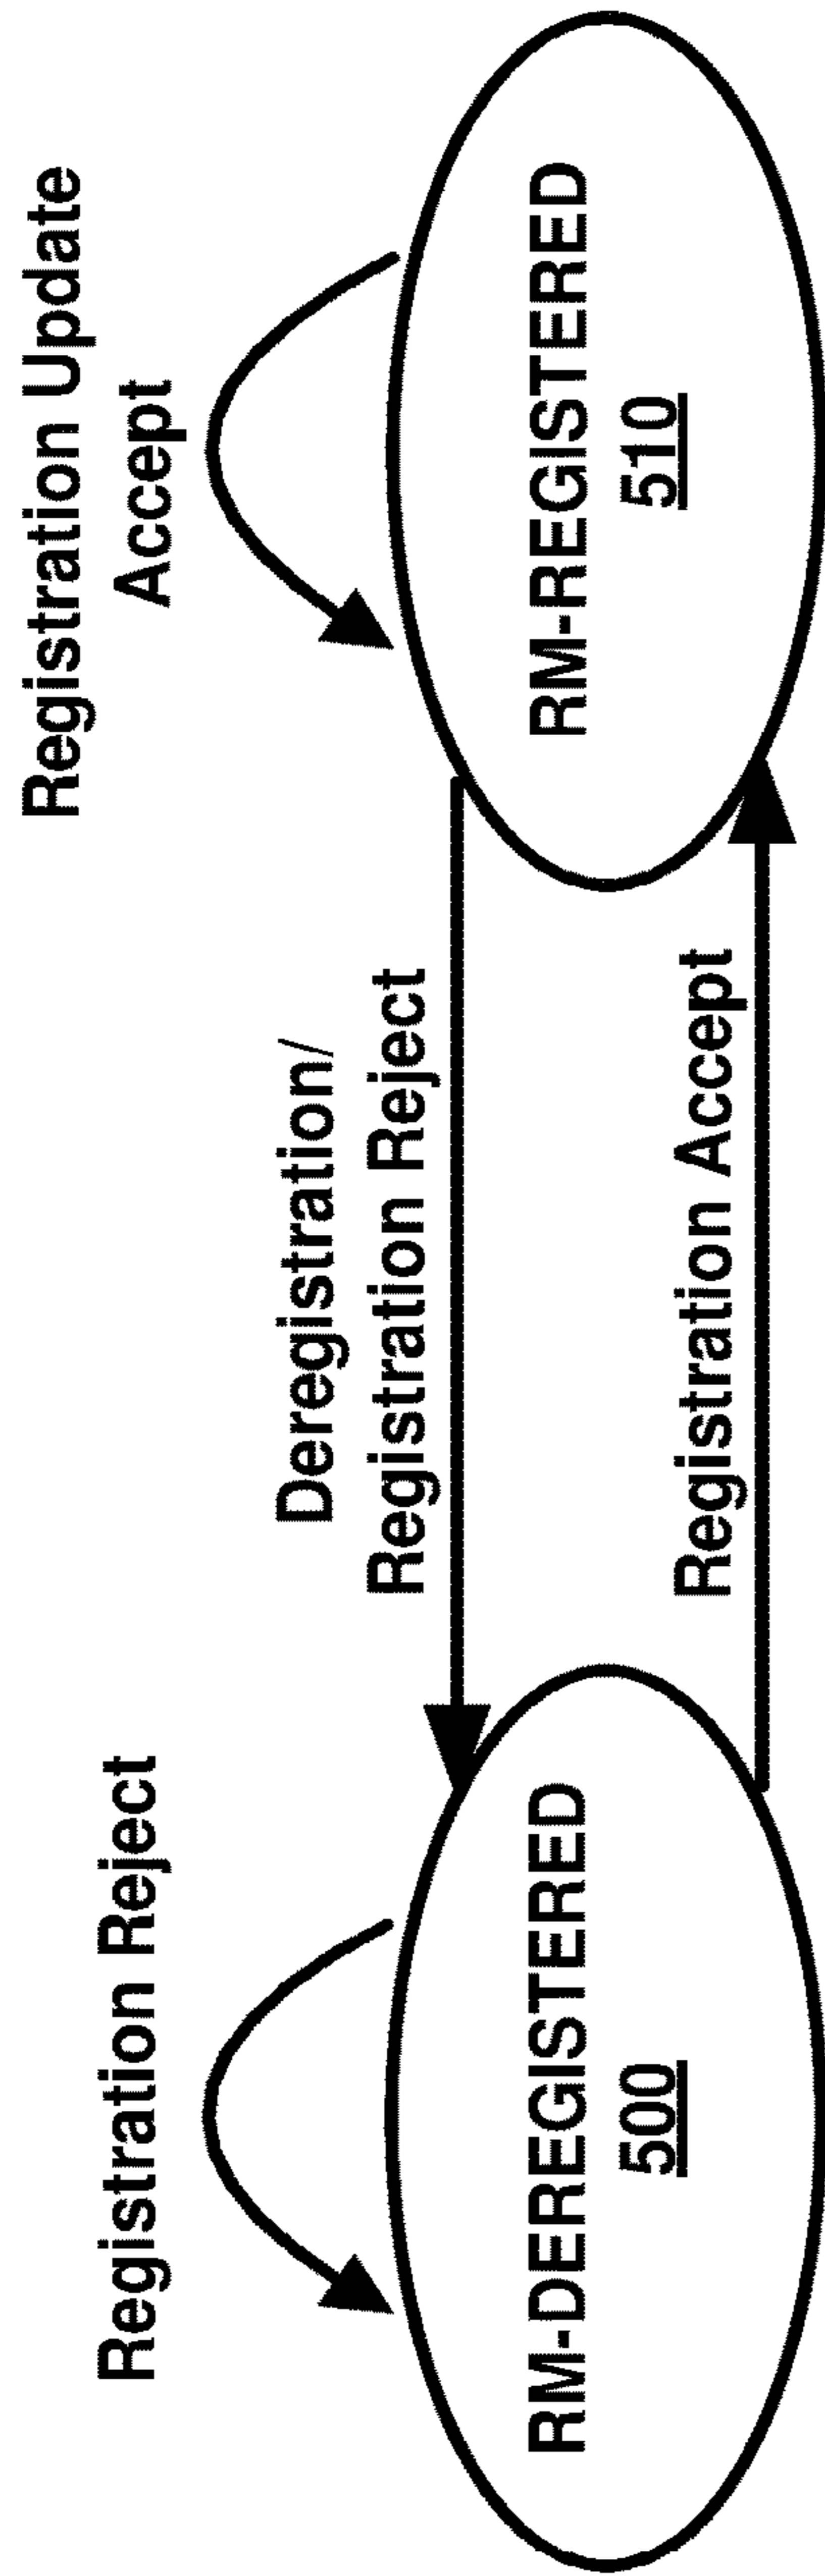 Registration Reject
Registration Update
Accept
Deregistration/
Registration Reject
Registration Accept
RM-DEREGISTERED
500
RM-REGISTERED
510